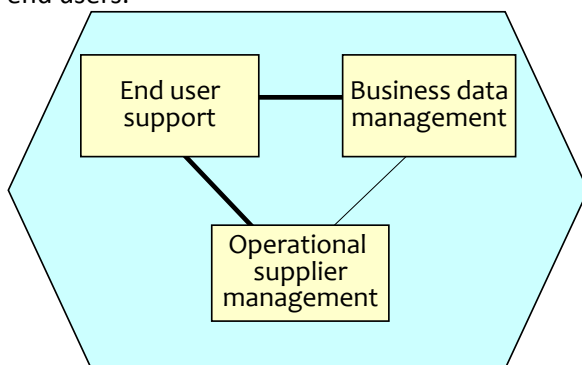 end users.
End user
support
Business data
management
Operational
supplier
management